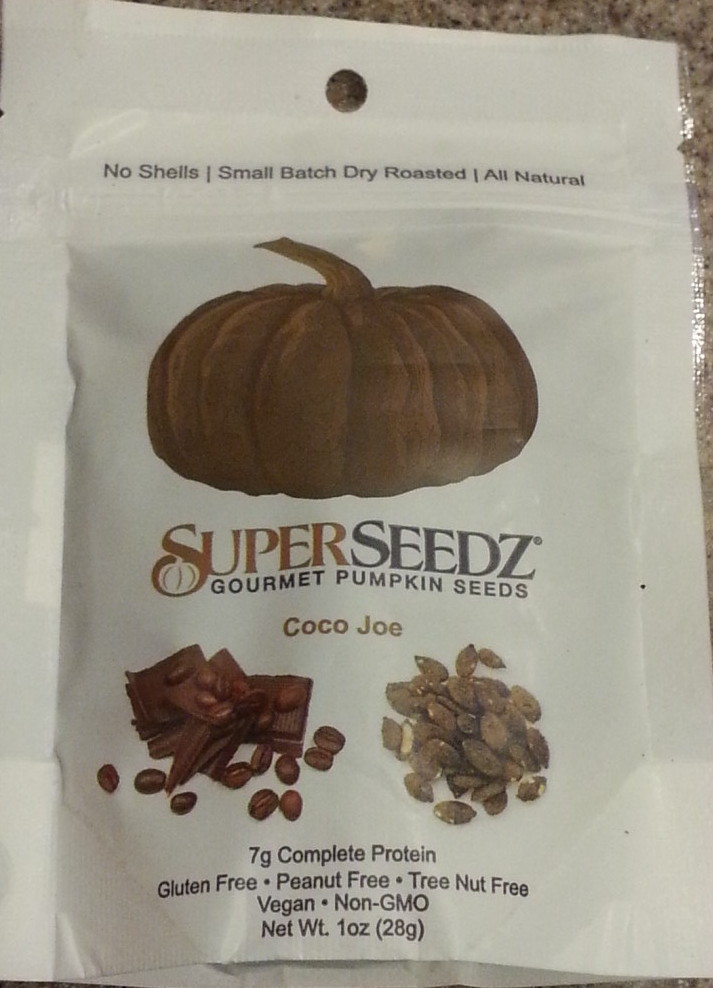 No Shells | Small Batch Dry Roasted | All Natural
SUPERSEEDZ®
GOURMET PUMPKIN SEEDS
Coco Joe
7g Complete Protein
Gluten Free • Peanut Free • Tree Nut Free
Vegan • Non-GMO
Net Wt. 1oz (28g)